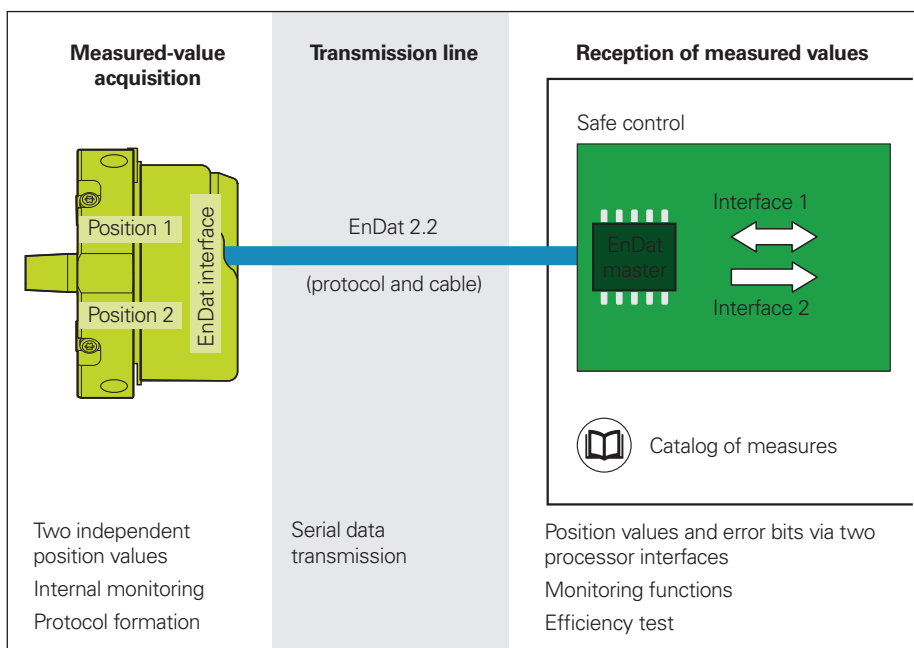 Measured-value
acquisition
Transmission line
Reception of measured values
Safe control
Position 1
Position 2
EnDat interface
EnDat 2.2
(protocol and cable)
EnDat
master
Interface 1
Interface 2
Catalog of measures
Two independent
position values
Internal monitoring
Protocol formation
Serial data
transmission
Position values and error bits via two
processor interfaces
Monitoring functions
Efficiency test